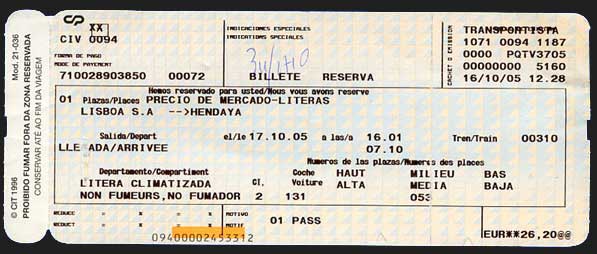 CP
XX
CIV 0094
INDICACIONES ESPECIALES
INDICATIONS SPECIALES
TRANSPORTISTA
1071 0094 1187
0000 PQTV3705
0000 5160
16/10/05 12.28
CACHET D EMISSION
FORMA DE PAGO
MODE DE PAYEMENT
710028903850 00072
BILLETE RESERVA
Hemos reservado para usted/Nous vous avons reserve
01 Plazas/Places PRECIO DE MERCADO-LITERAS
LISBOA S.A -->HENDAYA
Salida/Depart el/le 17.10.05 a las/a 16.01 Tren/Train 00310
LLE ADA/ARRIVEE 07.10
Numeros de las plazas/Numeros des places
Departamento/Compartiment Cl. Coche HAUT MILIEU BAS
LITERA CLIMATIZADA Voiture ALTA MEDIA BAJA
NON FUMEURS,NO FUMADOR 2 131 053
REDUCE * * *
REDUCT * * *
MOTIVO
MOTIF
01 PASS
09400002453312
EUR**26,20@@
© CIT 1996
Mod. 21-036
PROIBIDO FUMAR FORA DA ZONA RESERVADA
CONSERVAR ATÉ AO FIM DA VIAGEM